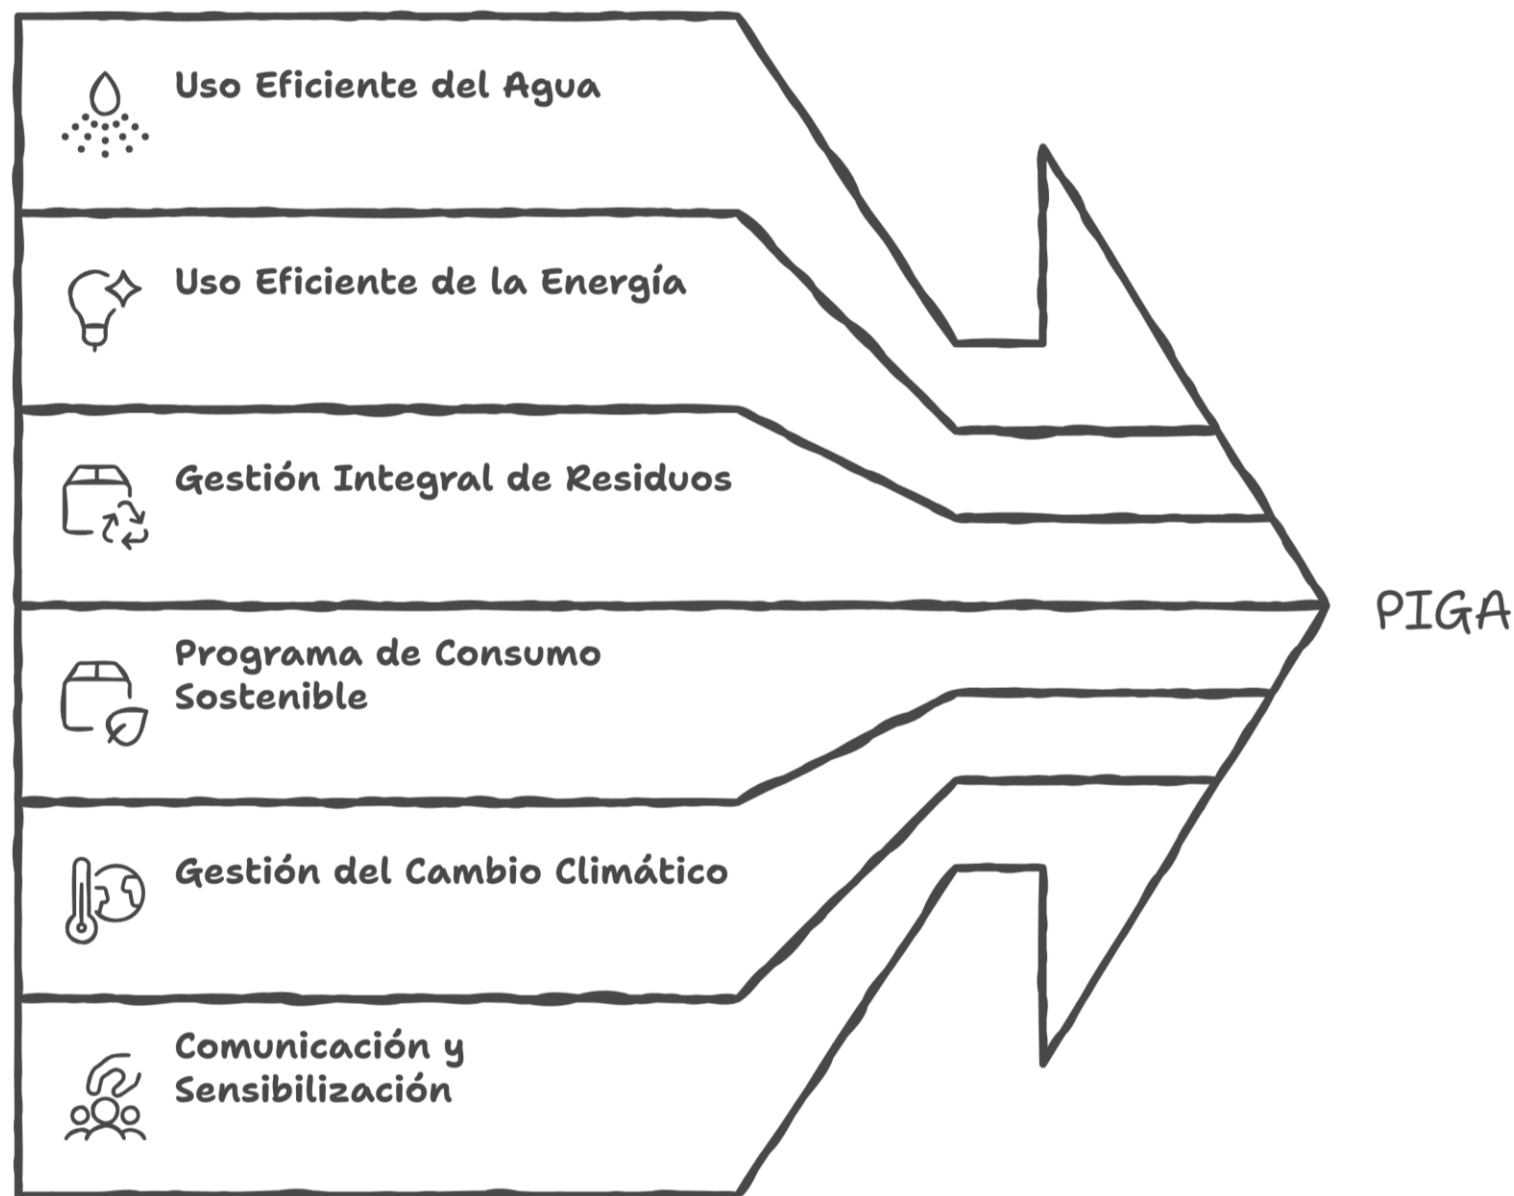 Uso Eficiente del Agua
Uso Eficiente de la Energía
Gestión Integral de Residuos
PIGA
Programa de Consumo
Sostenible
Gestión del Cambio Climático
Comunicación y
Sensibilización